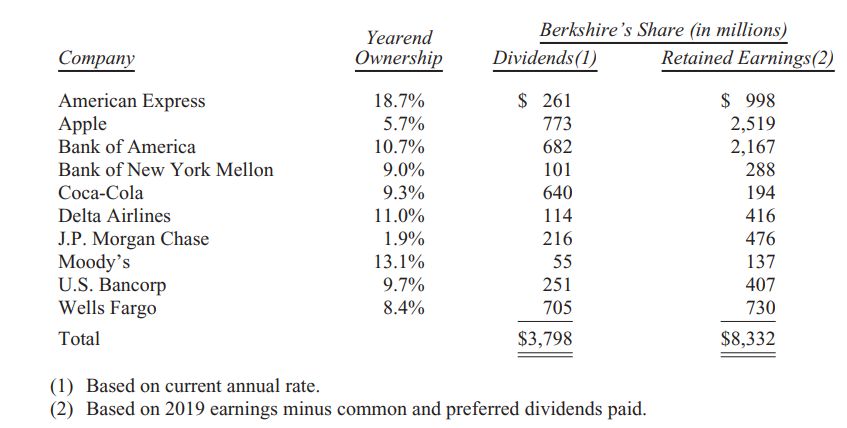 Berkshire’s Share (in millions)
Yearend
Company Ownership Dividends(1) Retained Earnings(2)
American Express 18.7% $ 261 $ 998
Apple 5.7% 773 2,519
Bank of America 10.7% 682 2,167
Bank of New York Mellon 9.0% 101 288
Coca-Cola 9.3% 640 194
Delta Airlines 11.0% 114 416
J.P. Morgan Chase 1.9% 216 476
Moody’s 13.1% 55 137
U.S. Bancorp 9.7% 251 407
Wells Fargo 8.4% 705 730
Total $3,798 $8,332
(1) Based on current annual rate.
(2) Based on 2019 earnings minus common and preferred dividends paid.